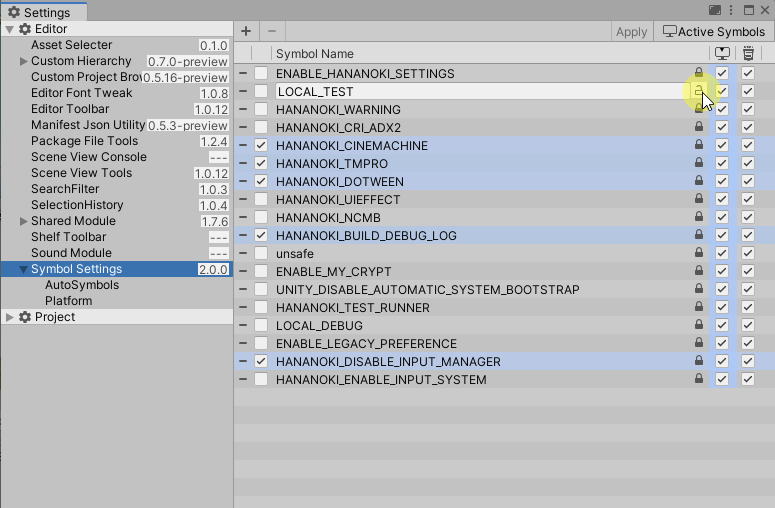 Settings
Editor
Asset Selecter 0.1.0
Custom Hierarchy 0.7.0-preview
Custom Project Brow 0.5.16-preview
Editor Font Tweak 1.0.8
Editor Toolbar 1.0.12
Manifest Json Utility 0.5.3-preview
Package File Tools 1.2.4
Scene View Console ---
Scene View Tools 1.0.12
SearchFilter 1.0.3
SelectionHistory 1.0.4
Shared Module 1.7.6
Shelf Toolbar ---
Sound Module ---
Symbol Settings 2.0.0
AutoSymbols
Platform
Project
+ − Apply Active Symbols
Symbol Name
ENABLE_HANANOKI_SETTINGS
LOCAL_TEST
HANANOKI_WARNING
HANANOKI_CRI_ADX2
HANANOKI_CINEMACHINE
HANANOKI_TMPRO
HANANOKI_DOTWEEN
HANANOKI_UIEFFECT
HANANOKI_NCMB
HANANOKI_BUILD_DEBUG_LOG
unsafe
ENABLE_MY_CRYPT
UNITY_DISABLE_AUTOMATIC_SYSTEM_BOOTSTRAP
HANANOKI_TEST_RUNNER
LOCAL_DEBUG
ENABLE_LEGACY_PREFERENCE
HANANOKI_DISABLE_INPUT_MANAGER
HANANOKI_ENABLE_INPUT_SYSTEM